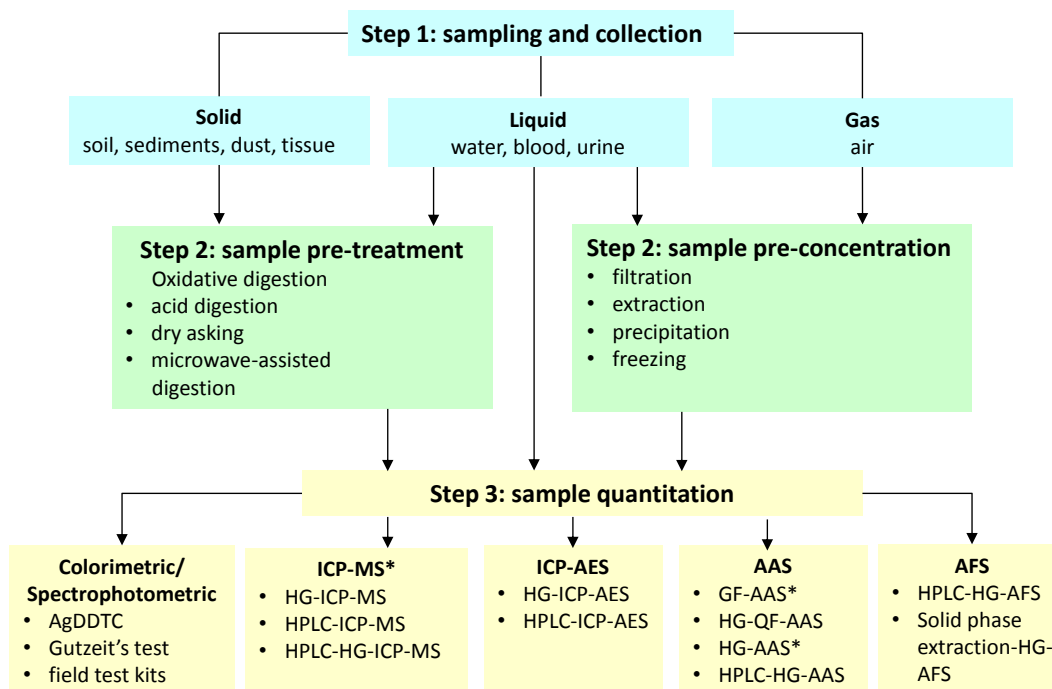 Step 1: sampling and collection
Solid
soil, sediments, dust, tissue
Liquid
water, blood, urine
Gas
air
Step 2: sample pre-treatment
Oxidative digestion
• acid digestion
• dry asking
• microwave-assisted
digestion
Step 2: sample pre-concentration
• filtration
• extraction
• precipitation
• freezing
Step 3: sample quantitation
Colorimetric/
Spectrophotometric
• AgDDTC
• Gutzeit's test
• field test kits
ICP-MS*
• HG-ICP-MS
• HPLC-ICP-MS
• HPLC-HG-ICP-MS
ICP-AES
• HG-ICP-AES
• HPLC-ICP-AES
AAS
• GF-AAS*
• HG-QF-AAS
• HG-AAS*
• HPLC-HG-AAS
AFS
• HPLC-HG-AFS
• Solid phase
extraction-HG-
AFS